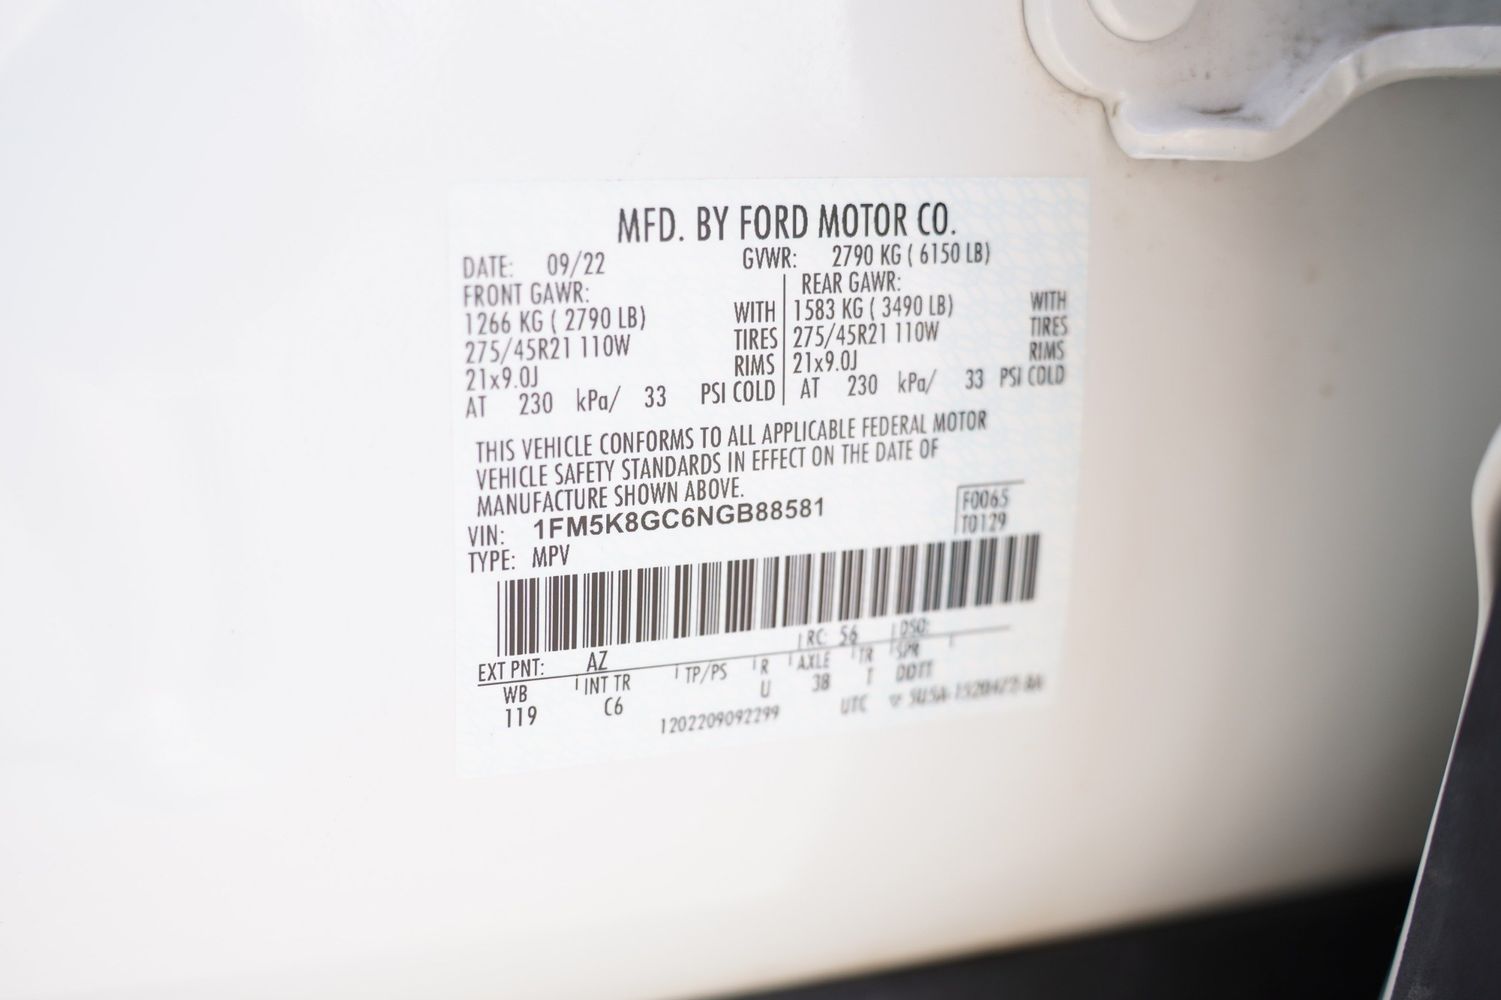 MFD. BY FORD MOTOR CO.
DATE: 09/22 GVWR: 2790 KG ( 6150 LB)
FRONT GAWR: REAR GAWR:
1266 KG ( 2790 LB) WITH 1583 KG ( 3490 LB) WITH
275/45R21 110W TIRES 275/45R21 110W TIRES
21x9.0J RIMS 21x9.0J RIMS
AT 230 kPa/ 33 PSI COLD AT 230 kPa/ 33 PSI COLD
THIS VEHICLE CONFORMS TO ALL APPLICABLE FEDERAL MOTOR
VEHICLE SAFETY STANDARDS IN EFFECT ON THE DATE OF
MANUFACTURE SHOWN ABOVE.
VIN: 1FM5K8GC6NGB88581 F0065
TYPE: MPV T0129
RC: 56 DSO:
EXT PNT: AZ
WB INT TR TP/PS R AXLE TR SPR
119 C6 U 38 T
1202209092299 UTC